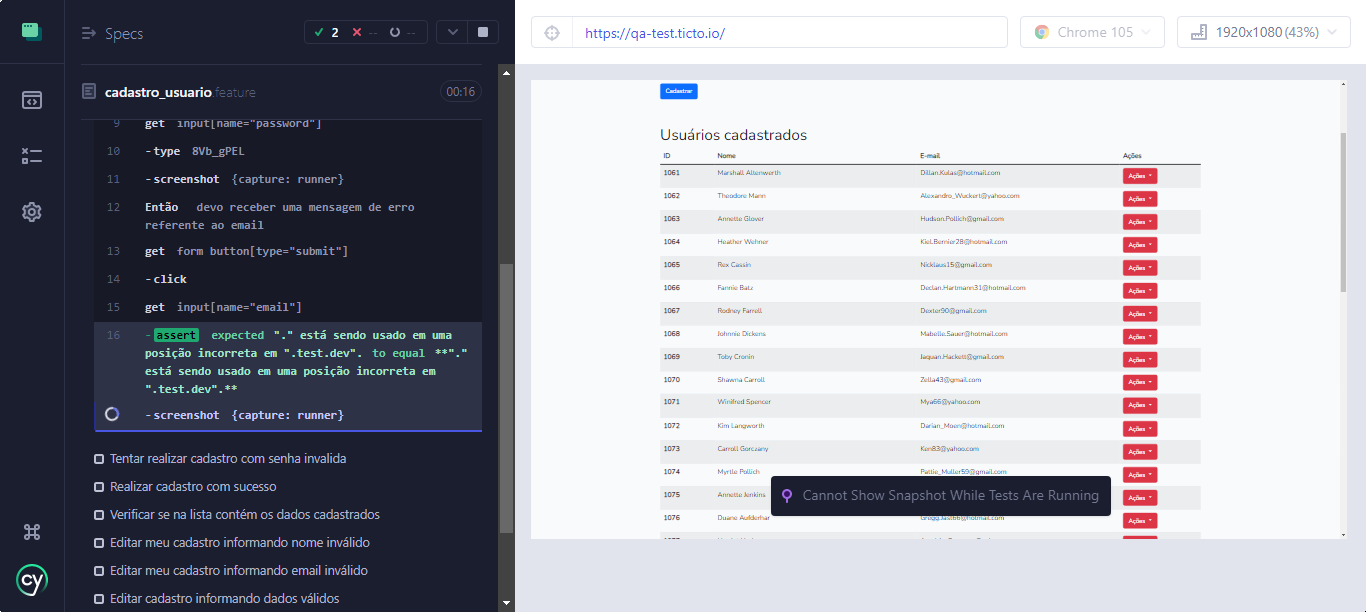 Specs
2 -- --
cadastro_usuario.feature 00:16
9 get input[name="password"]
10 -type 8Vb_gPEL
11 -screenshot {capture: runner}
12 Então devo receber uma mensagem de erro
referente ao email
13 get form button[type="submit"]
14 -click
15 get input[name="email"]
16 -assert expected "." está sendo usado em uma
posição incorreta em ".test.dev". to equal **"."
está sendo usado em uma posição incorreta em
".test.dev".**
-screenshot {capture: runner}
Tentar realizar cadastro com senha invalida
Realizar cadastro com sucesso
Verificar se na lista contém os dados cadastrados
Editar meu cadastro informando nome inválido
Editar meu cadastro informando email inválido
Editar cadastro informando dados válidos
cy
https://qa-test.ticto.io/
Chrome 105
1920x1080 (43%)
Cadastrar
Usuários cadastrados
ID Nome E-mail Ações
1061 Marshall Altenwerth Dillan.Kulas@hotmail.com Ações
1062 Theodore Mann Alexandro_Wuckert@yahoo.com Ações
1063 Annette Glover Hudson.Pollich@gmail.com Ações
1064 Heather Wehner Kiel.Bernier28@hotmail.com Ações
1065 Rex Cassin Nicklaus15@gmail.com Ações
1066 Fannie Batz Declan.Hartmann31@hotmail.com Ações
1067 Rodney Farrell Dexter90@gmail.com Ações
1068 Johnnie Dickens Mabelle.Sauer@hotmail.com Ações
1069 Toby Cronin Jaquan.Hackett@gmail.com Ações
1070 Shawna Carroll Zella43@gmail.com Ações
1071 Winifred Spencer Mya66@yahoo.com Ações
1072 Kim Langworth Darian_Moen@hotmail.com Ações
1073 Carroll Gorczany Ken83@yahoo.com Ações
1074 Myrtle Pollich Pattie_Muller59@gmail.com Ações
1075 Annette Jenkins Ações
Cannot Show Snapshot While Tests Are Running
1076 Duane Aufderhar Gregg.Jast66@hotmail.com Ações